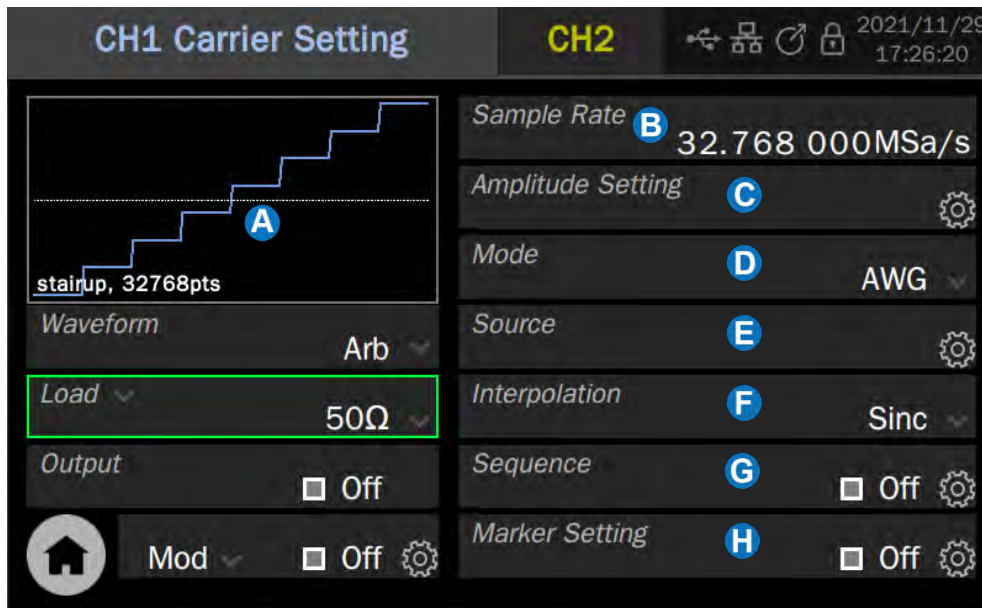 CH1 Carrier Setting
CH2
2021/11/29
17:26:20
A
stairup, 32768pts
Waveform
Arb
Load
50Ω
Output
Off
Mod
Off
Sample Rate
B
32.768 000MSa/s
Amplitude Setting
C
Mode
D
AWG
Source
E
Interpolation
F
Sinc
Sequence
G
Off
Marker Setting
H
Off